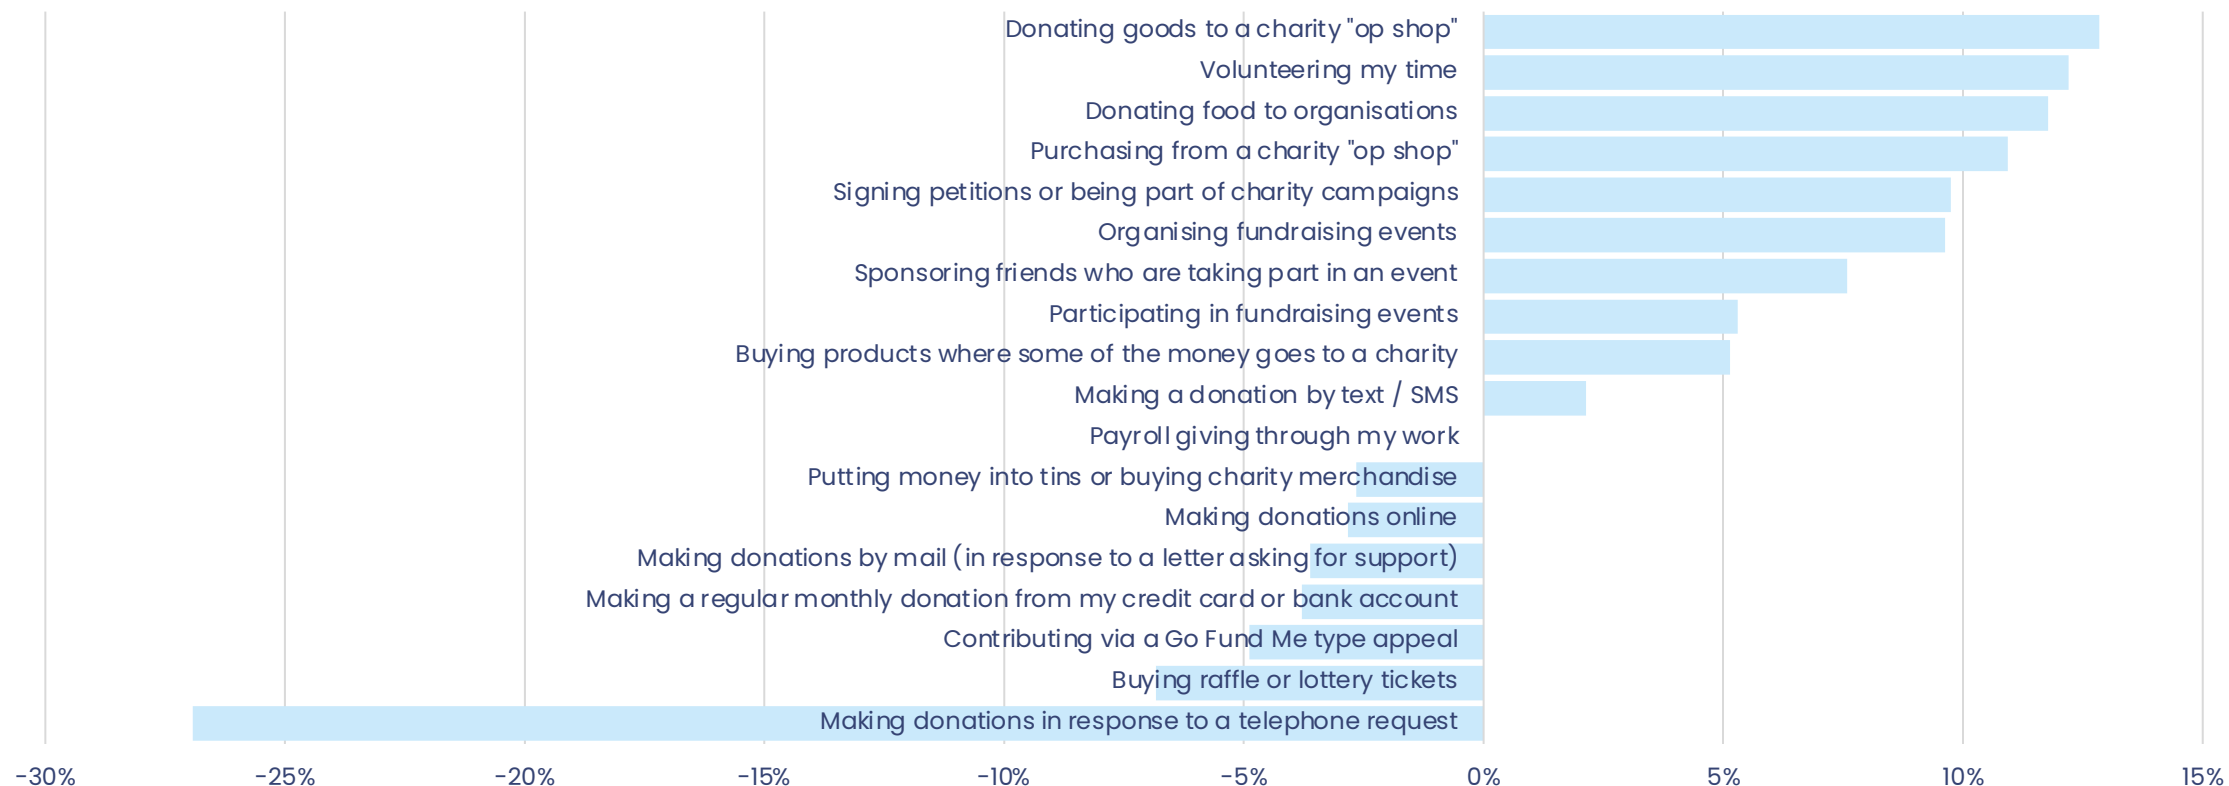 Donating goods to a charity "op shop"
Volunteering my time
Donating food to organisations
Purchasing from a charity "op shop"
Signing petitions or being part of charity campaigns
Organising fundraising events
Sponsoring friends who are taking part in an event
Participating in fundraising events
Buying products where some of the money goes to a charity
Making a donation by text / SMS
Payroll giving through my work
Putting money into tins or buying charity merchandise
Making donations online
Making donations by mail (in response to a letter asking for support)
Making a regular monthly donation from my credit card or bank account
Contributing via a Go Fund Me type appeal
Buying raffle or lottery tickets
Making donations in response to a telephone request
-30% -25% -20% -15% -10% -5% 0% 5% 10% 15%